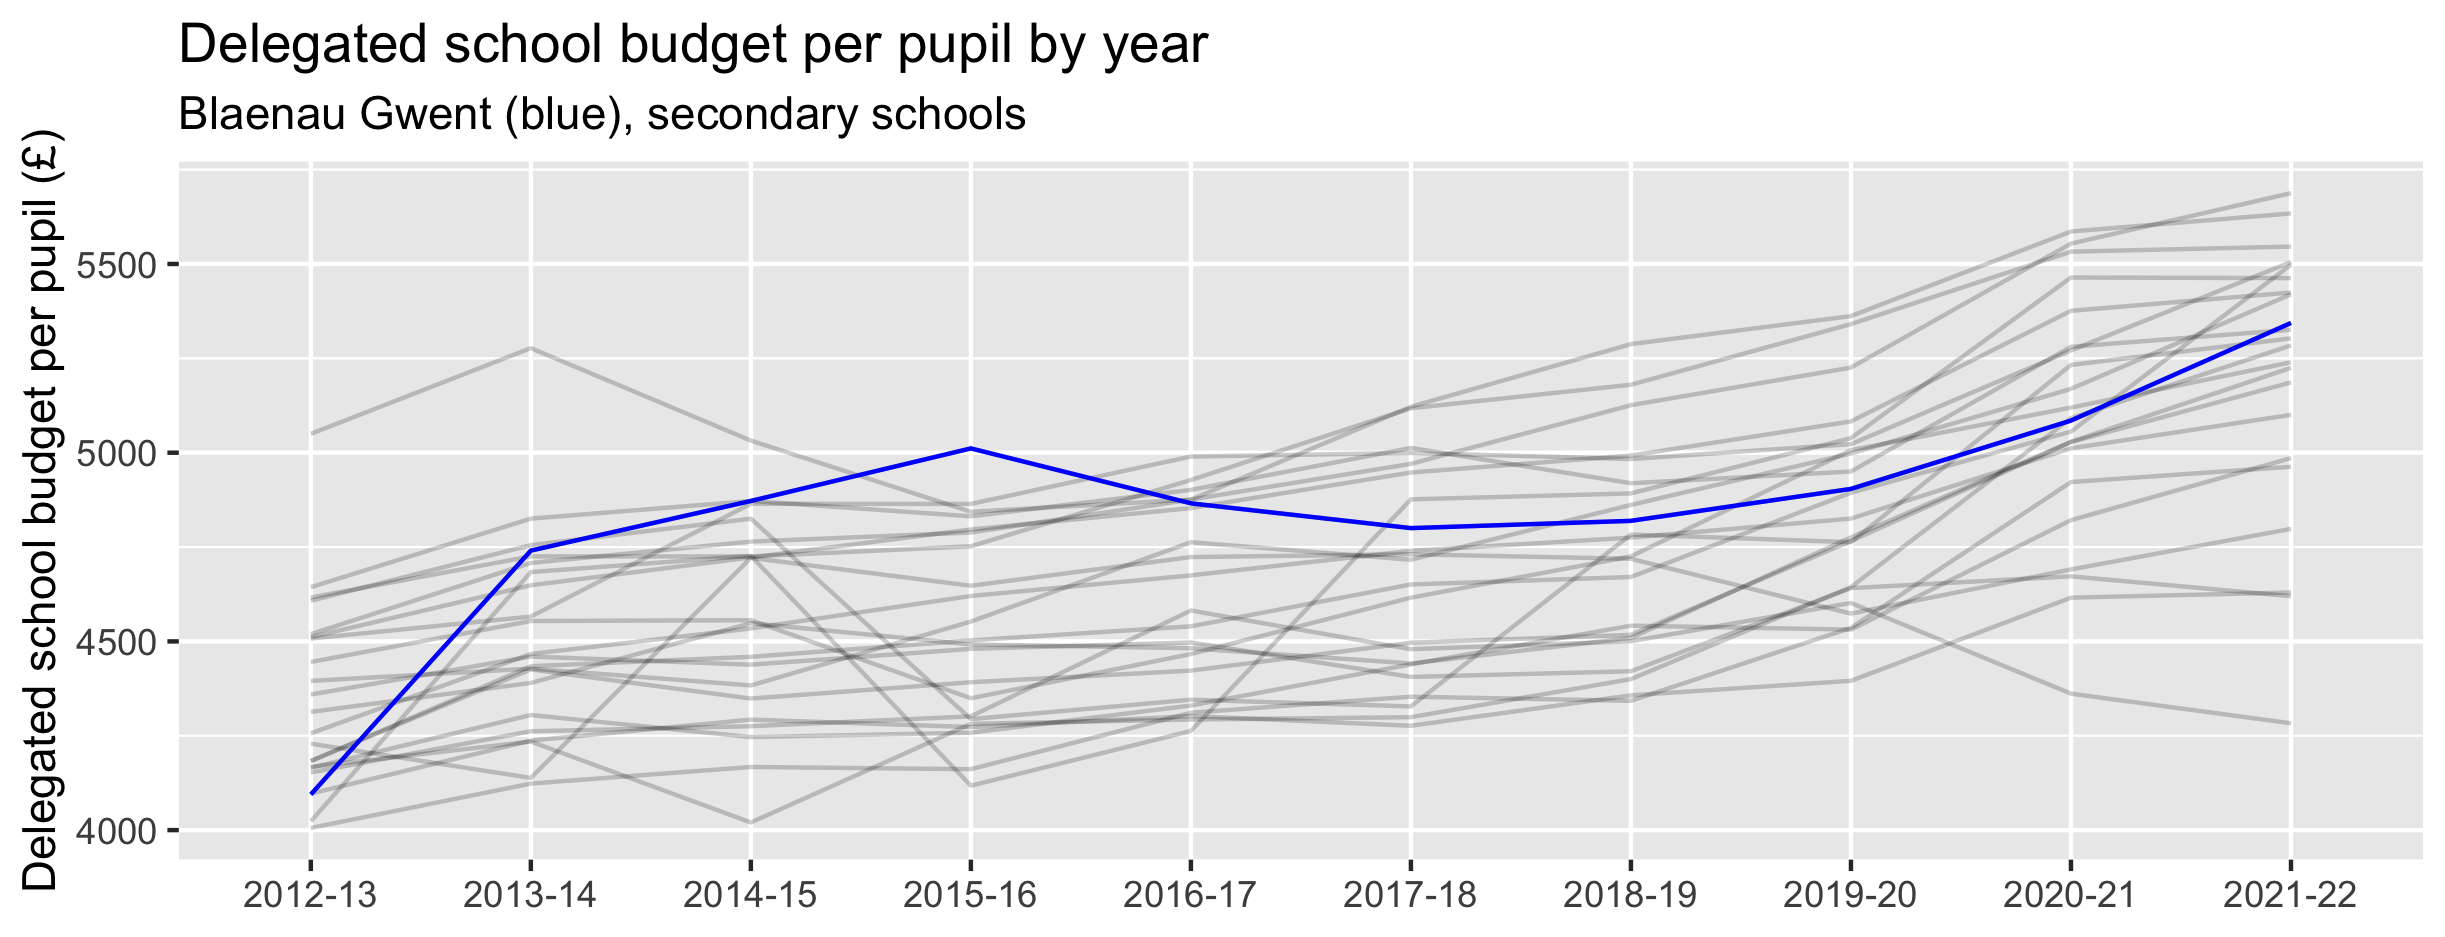 Delegated school budget per pupil by year
Blaenau Gwent (blue), secondary schools
Delegated school budget per pupil (£)
5500
5000
4500
4000
2012-13 2013-14 2014-15 2015-16 2016-17 2017-18 2018-19 2019-20 2020-21 2021-22